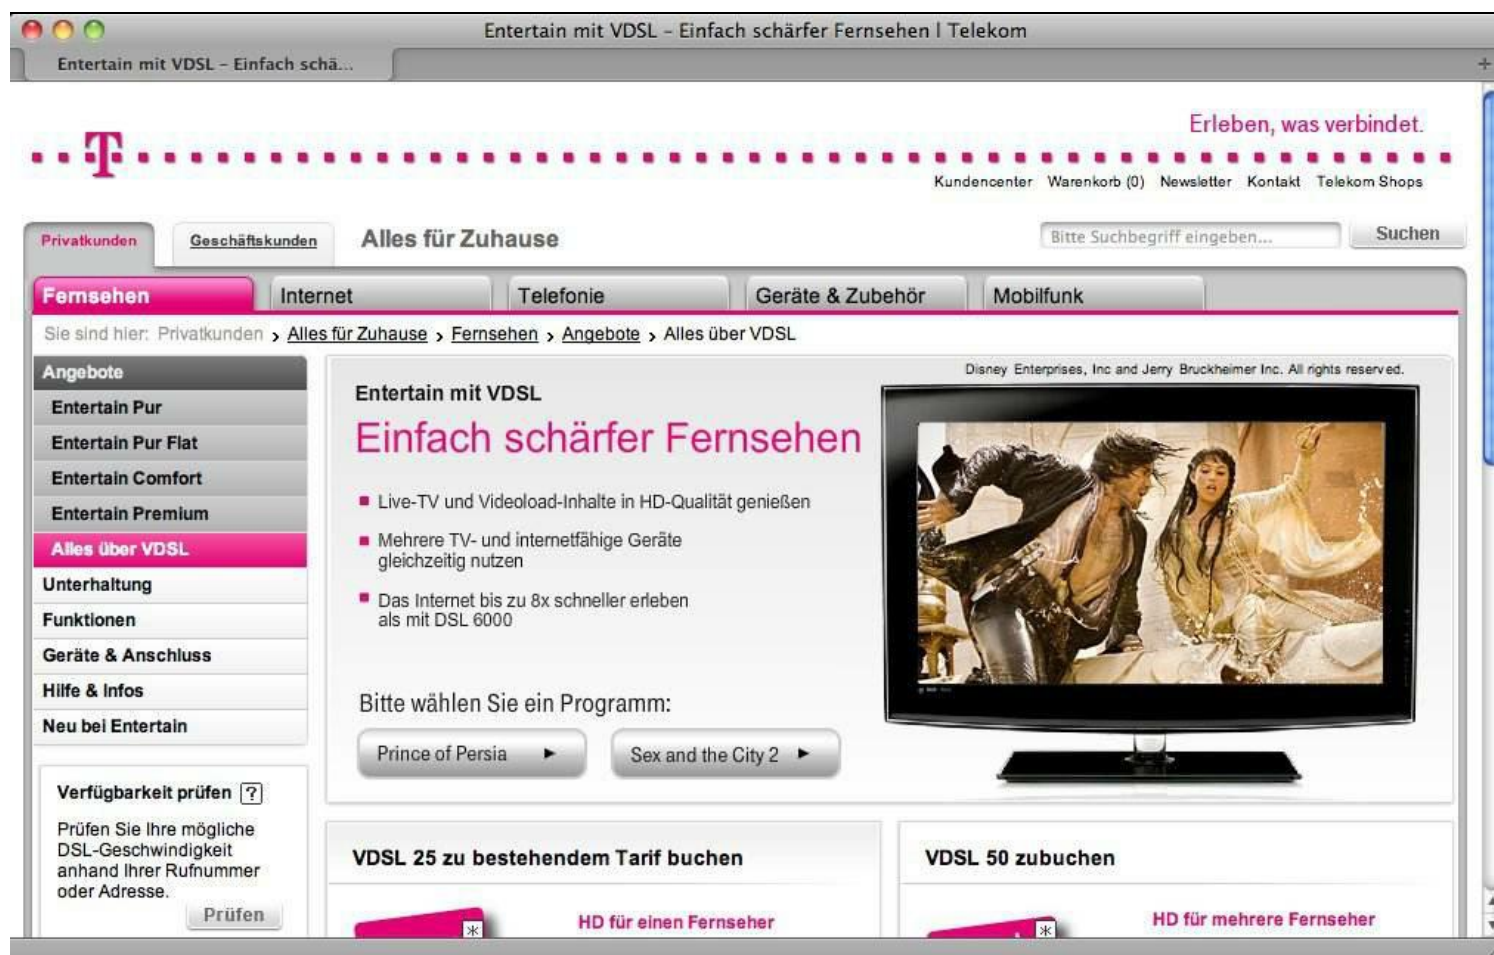 Entertain mit VDSL – Einfach schärfer Fernsehen | Telekom
Entertain mit VDSL – Einfach schä...
Erleben, was verbindet.
T
Kundencenter Warenkorb (0) Newsletter Kontakt Telekom Shops
Privatkunden Geschäftskunden Alles für Zuhause Bitte Suchbegriff eingeben... Suchen
Fernsehen Internet Telefonie Geräte & Zubehör Mobilfunk
Sie sind hier: Privatkunden › Alles für Zuhause › Fernsehen › Angebote › Alles über VDSL
Angebote
Entertain Pur
Entertain Pur Flat
Entertain Comfort
Entertain Premium
Alles über VDSL
Unterhaltung
Funktionen
Geräte & Anschluss
Hilfe & Infos
Neu bei Entertain
Verfügbarkeit prüfen ?
Prüfen Sie Ihre mögliche
DSL-Geschwindigkeit
anhand Ihrer Rufnummer
oder Adresse.
Prüfen
Disney Enterprises, Inc and Jerry Bruckheimer Inc. All rights reserved.
Entertain mit VDSL
Einfach schärfer Fernsehen
Live-TV und Videoload-Inhalte in HD-Qualität genießen
Mehrere TV- und internetfähige Geräte
gleichzeitig nutzen
Das Internet bis zu 8x schneller erleben
als mit DSL 6000
Bitte wählen Sie ein Programm:
Prince of Persia Sex and the City 2
VDSL 25 zu bestehendem Tarif buchen
HD für einen Fernseher
VDSL 50 zubuchen
HD für mehrere Fernseher